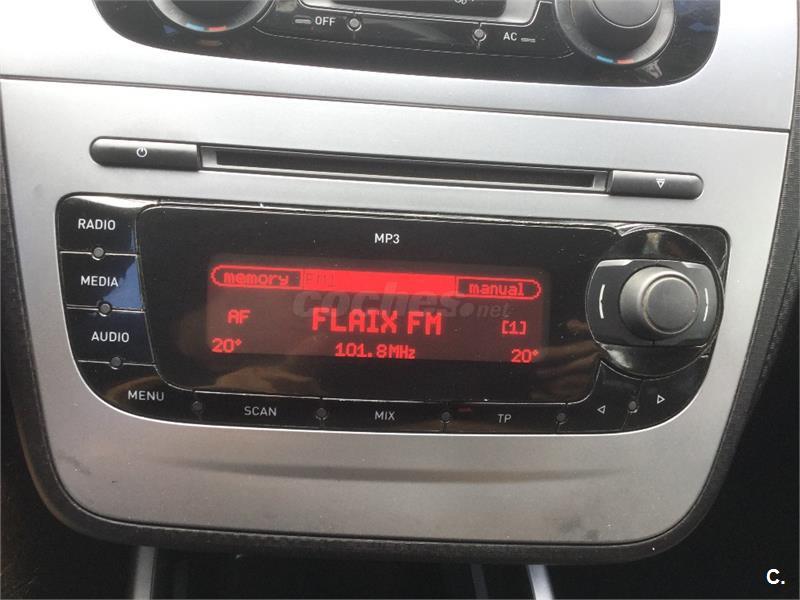 OFF
AC
RADIO
MP3
MEDIA
memory FM1 manual
coches.net
AF FLAIX FM [1]
AUDIO
20° 101.8MHz 20°
MENU
SCAN
MIX
TP
C.